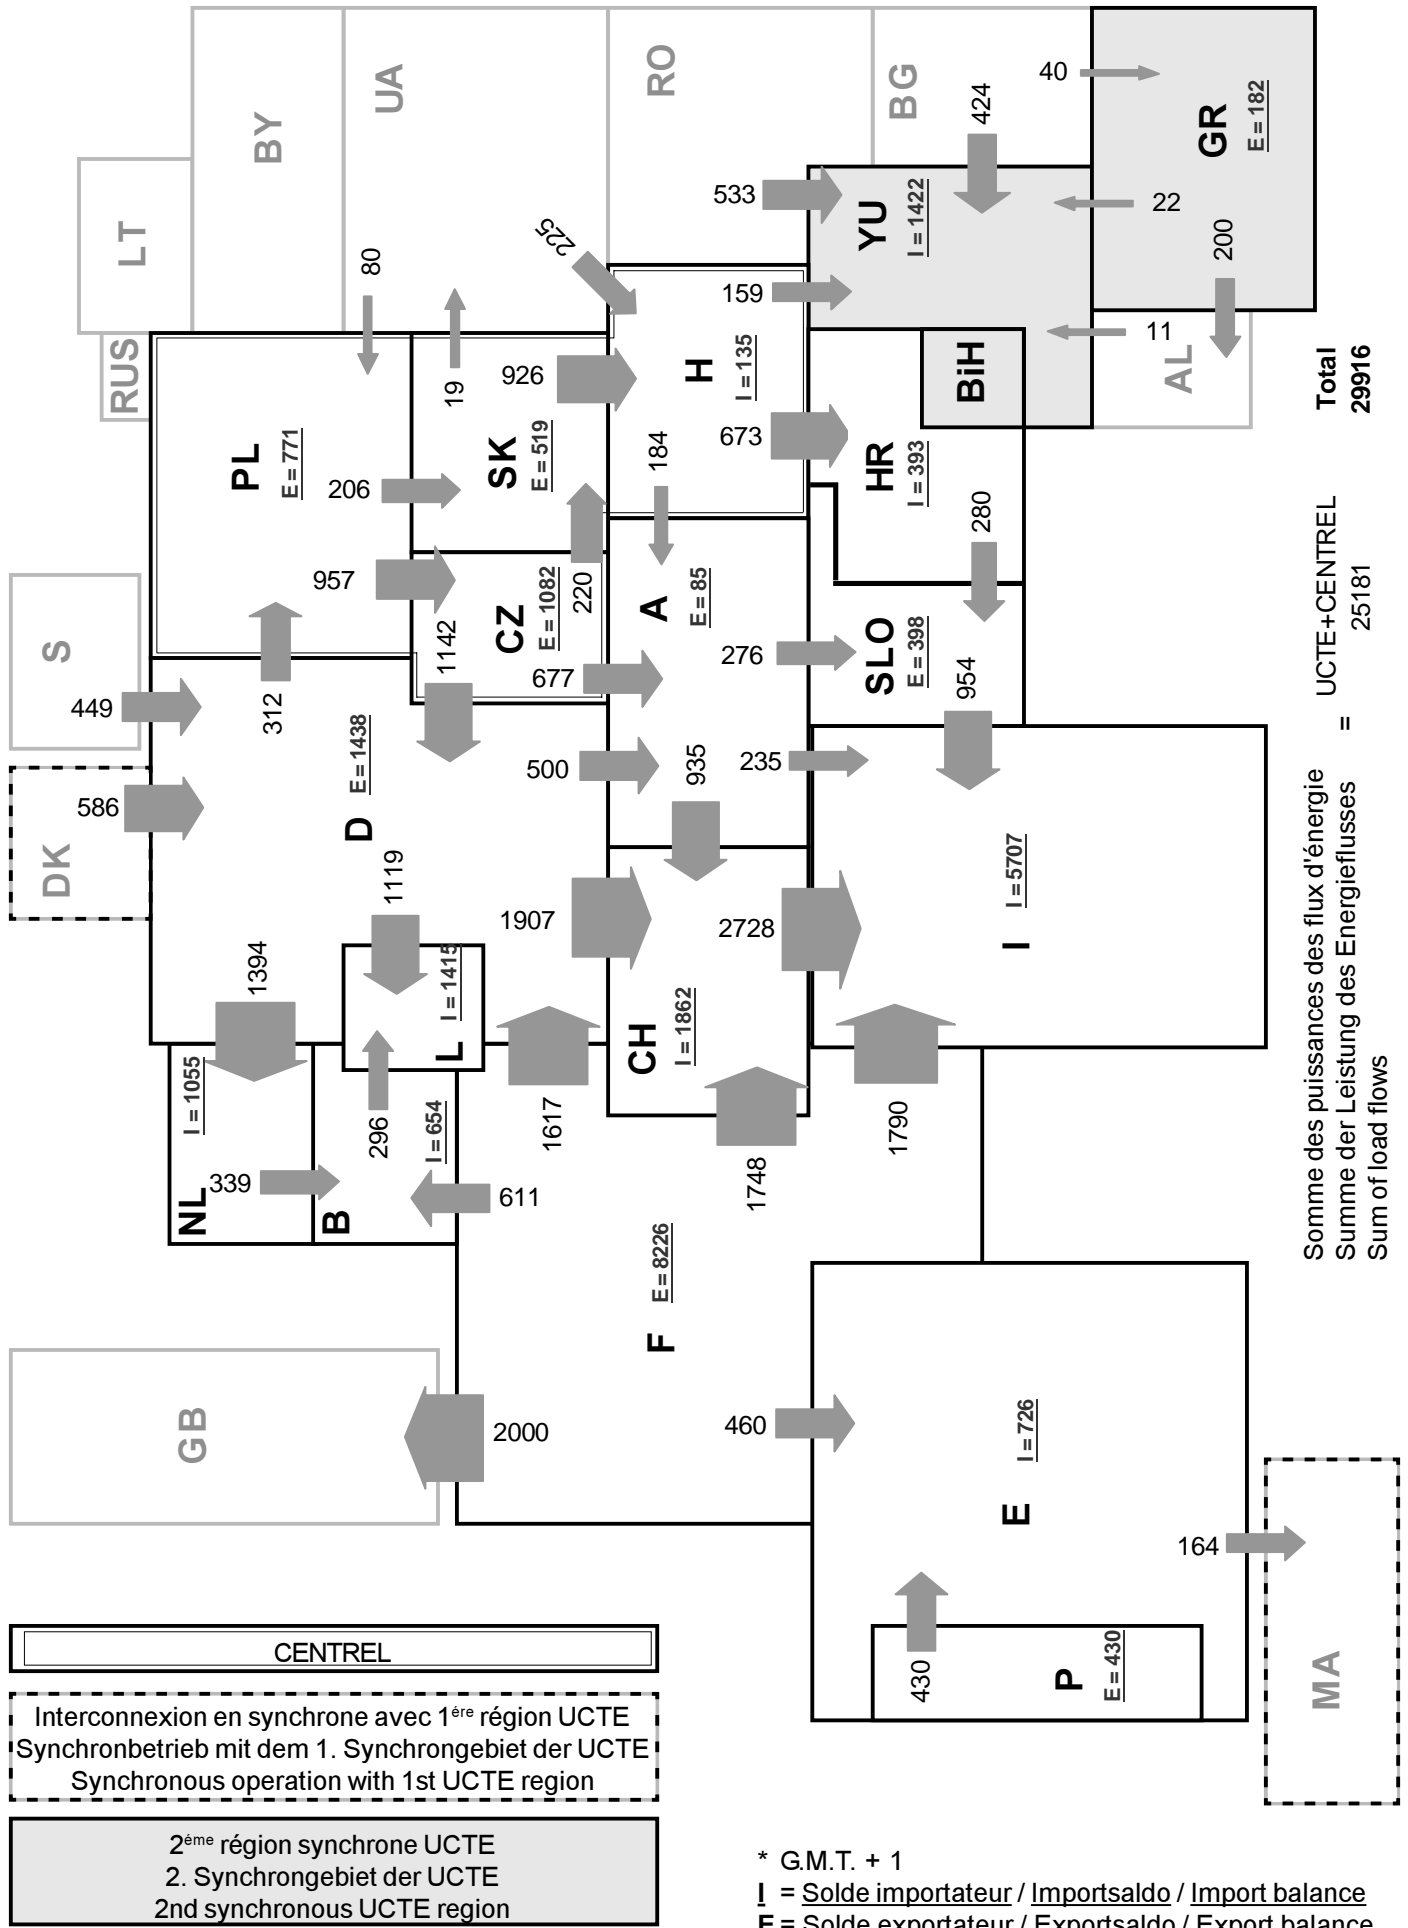 LT
BY
UA
RO
BG
40
424
GR
E = 182
533
YU
I = 1422
22
200
225
80
159
11
RUS
19
926
H
I = 135
BiH
AL
PL
E = 771
SK
E = 519
184
673
HR
I = 393
206
280
957
220
CZ
E = 1082
A
E = 85
S
449
312
1142
677
276
SLO
E = 398
954
586
DK
D
E = 1438
500
935
235
1119
1394
1907
2728
I
I = 5707
L
I = 1415
CH
I = 1862
I = 1055
NL
339
296
I = 654
B
611
1617
1748
1790
F
E = 8226
GB
2000
460
E
I = 726
164
430
P
E = 430
MA
Somme des puissances des flux d'énergie
Summe der Leistung des Energieflusses
Sum of load flows
= UCTE+CENTREL
25181
Total
29916
CENTREL
Interconnexion en synchrone avec 1ére région UCTE
Synchronbetrieb mit dem 1. Synchrongebiet der UCTE
Synchronous operation with 1st UCTE region
2éme région synchrone UCTE
2. Synchrongebiet der UCTE
2nd synchronous UCTE region
* G.M.T. + 1
I = Solde importateur / Importsaldo / Import balance
E = Solde exportateur / Exportsaldo / Export balance